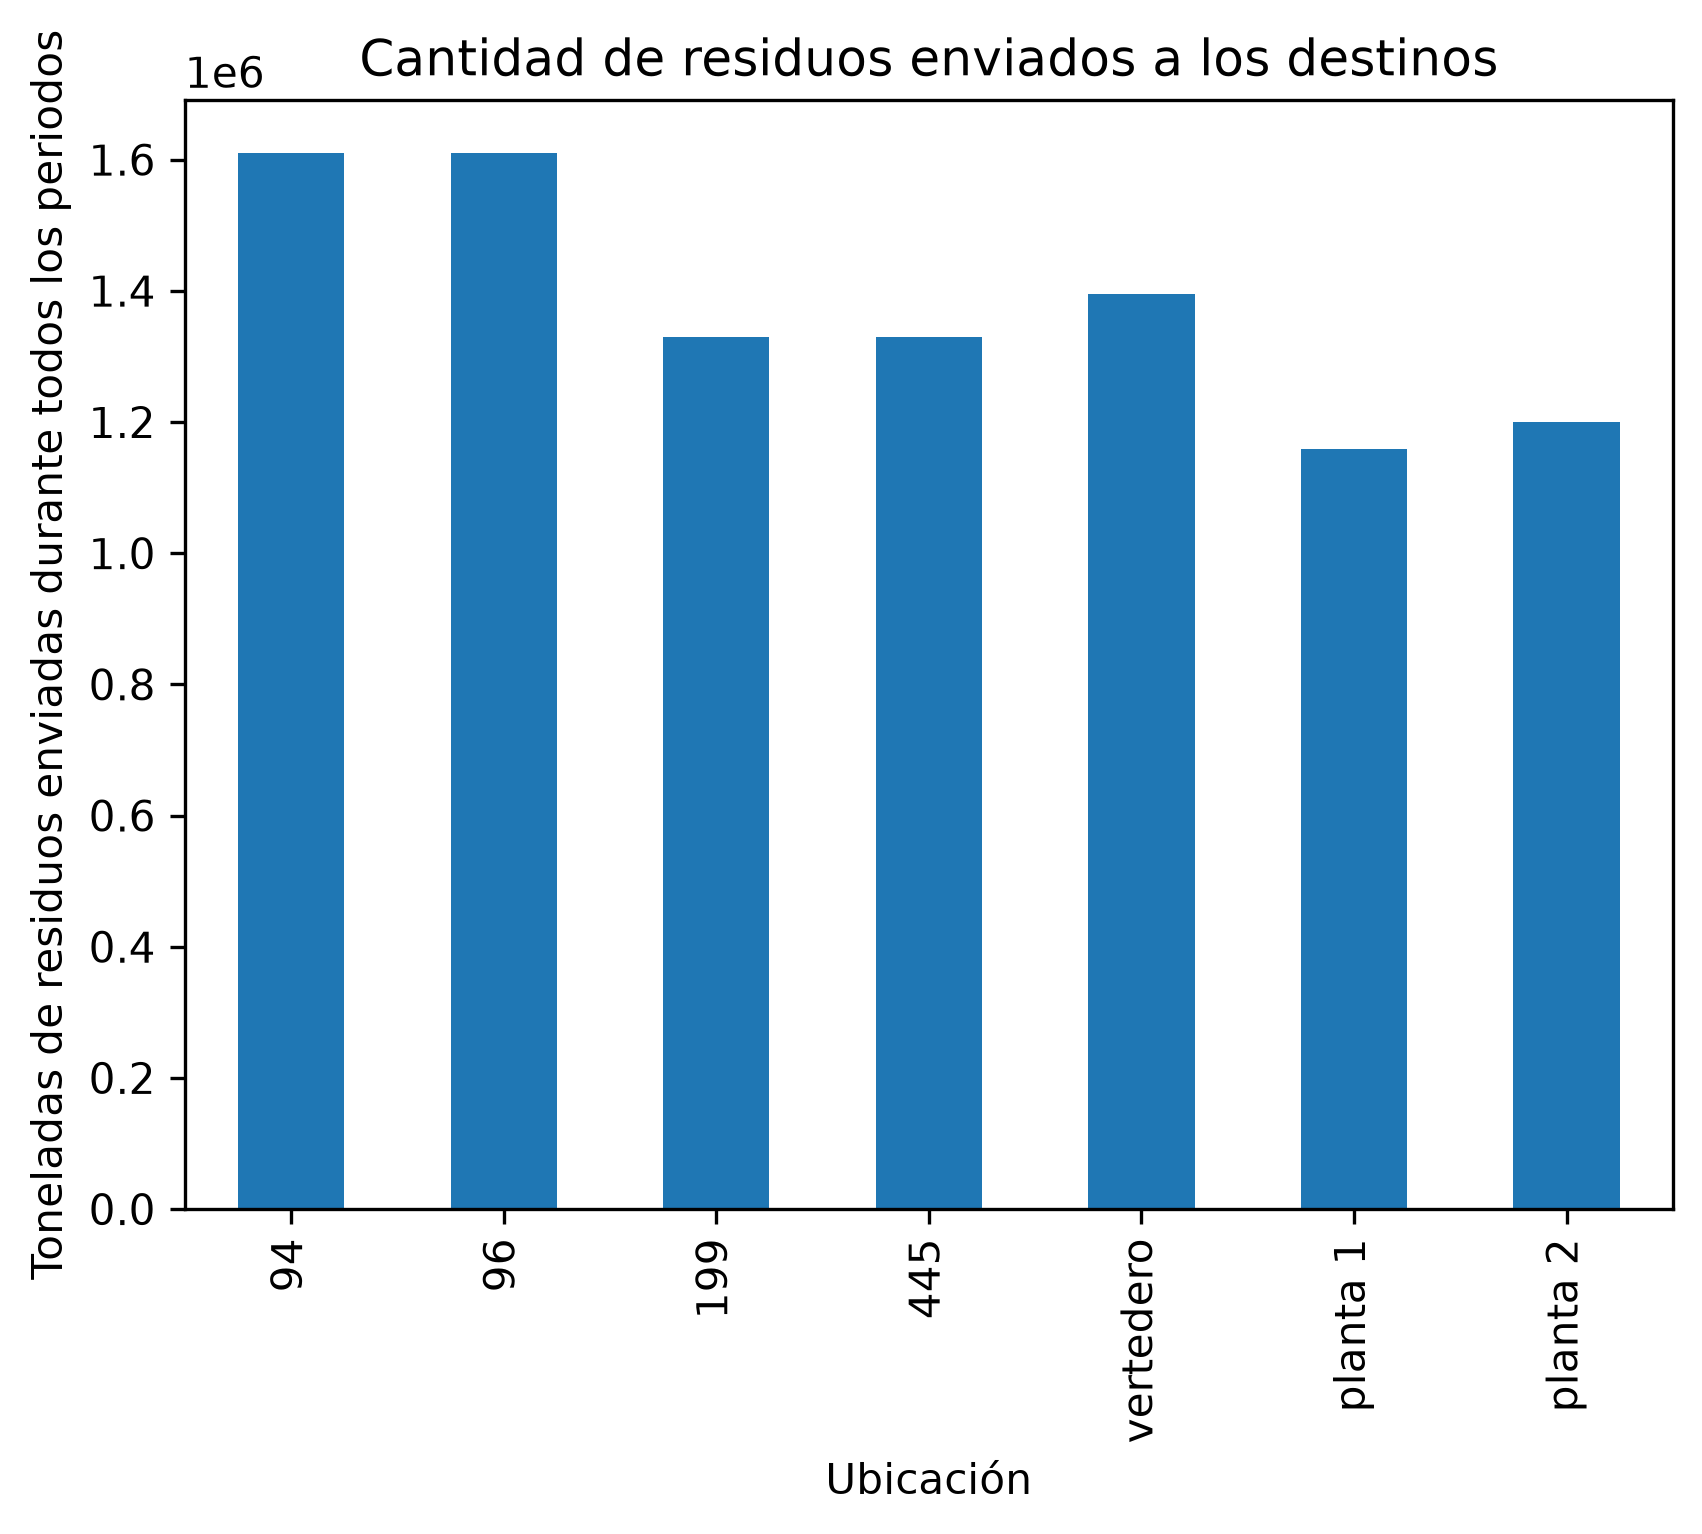 Cantidad de residuos enviados a los destinos
1e6
Toneladas de residuos enviadas durante todos los periodos
1.6
1.4
1.2
1.0
0.8
0.6
0.4
0.2
0.0
94
96
199
445
vertedero
planta 1
planta 2
Ubicación